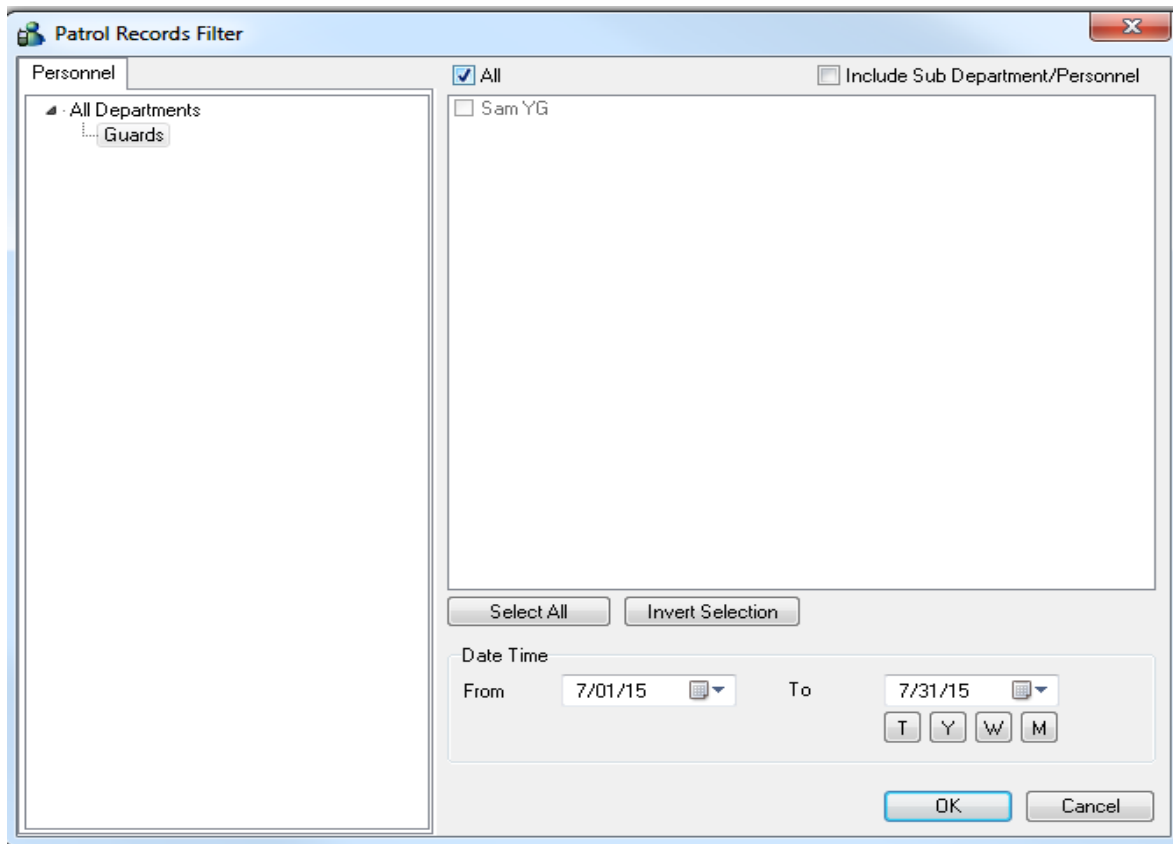 Patrol Records Filter
Personnel
All
Include Sub Department/Personnel
All Departments
Guards
Sam YG
Select All
Invert Selection
Date Time
From 7/01/15 To 7/31/15
T Y W M
OK Cancel